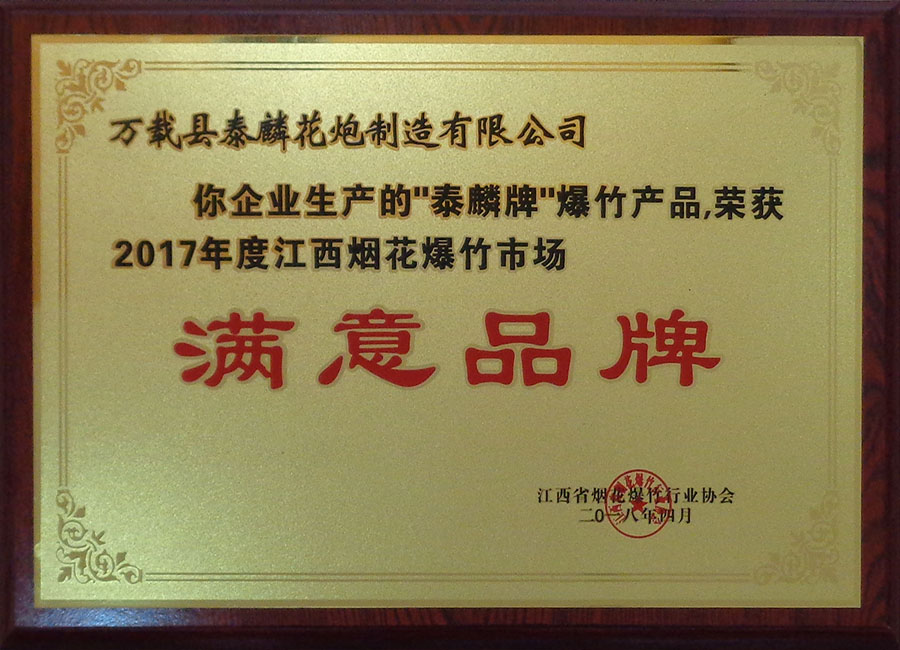 万载县泰麟花炮制造有限公司
你企业生产的"泰麟牌"爆竹产品,荣获
2017年度江西烟花爆竹市场
满意品牌
江西省烟花爆竹行业协会
二0一八年四月